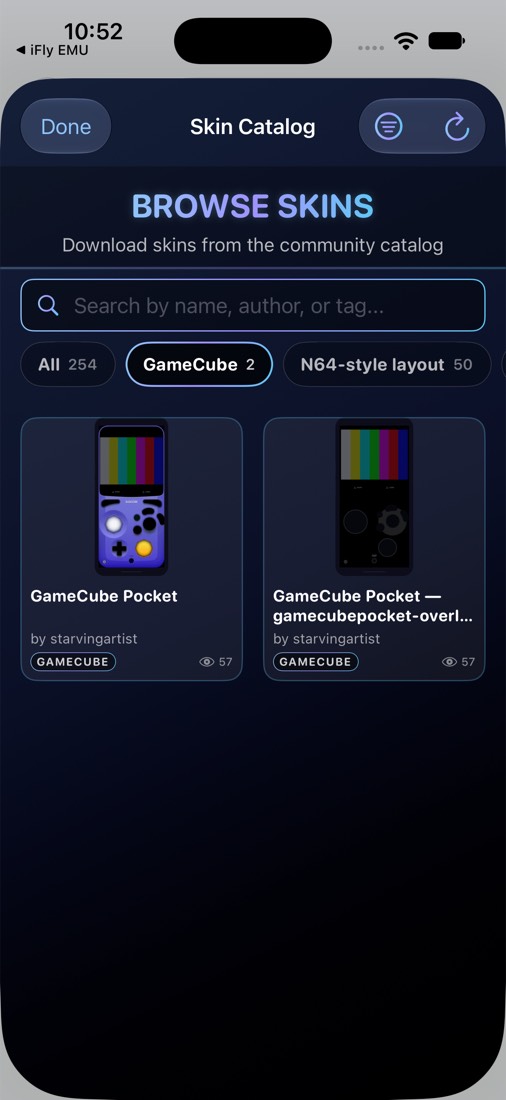 10:52
◀ iFly EMU
Done
Skin Catalog
BROWSE SKINS
Download skins from the community catalog
Search by name, author, or tag...
All 254
GameCube 2
N64-style layout 50
GameCube Pocket
by starvingartist
GAMECUBE
57
GameCube Pocket —
gamecubepocket-overl...
by starvingartist
GAMECUBE
57